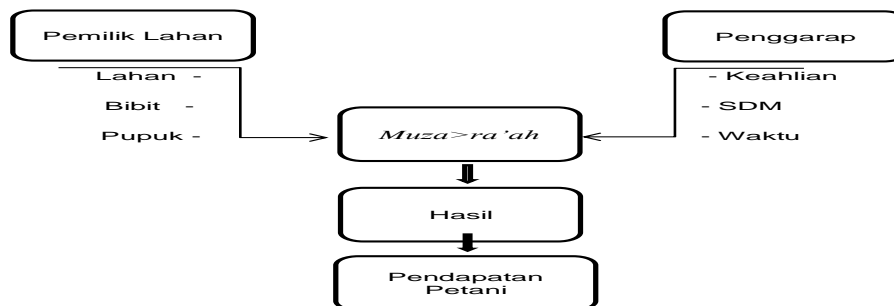 Pemilik Lahan
Penggarap
Lahan -
Bibit -
Pupuk -
- Keahlian
- SDM
- Waktu
Muza>ra'ah
Hasil
Pendapatan
Petani